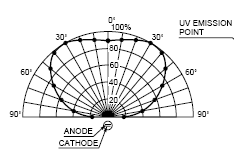 0°
UV EMISSION
POINT
30° 100% 30°
80
60° 60 60°
40
20
90° 90°
ANODE
CATHODE